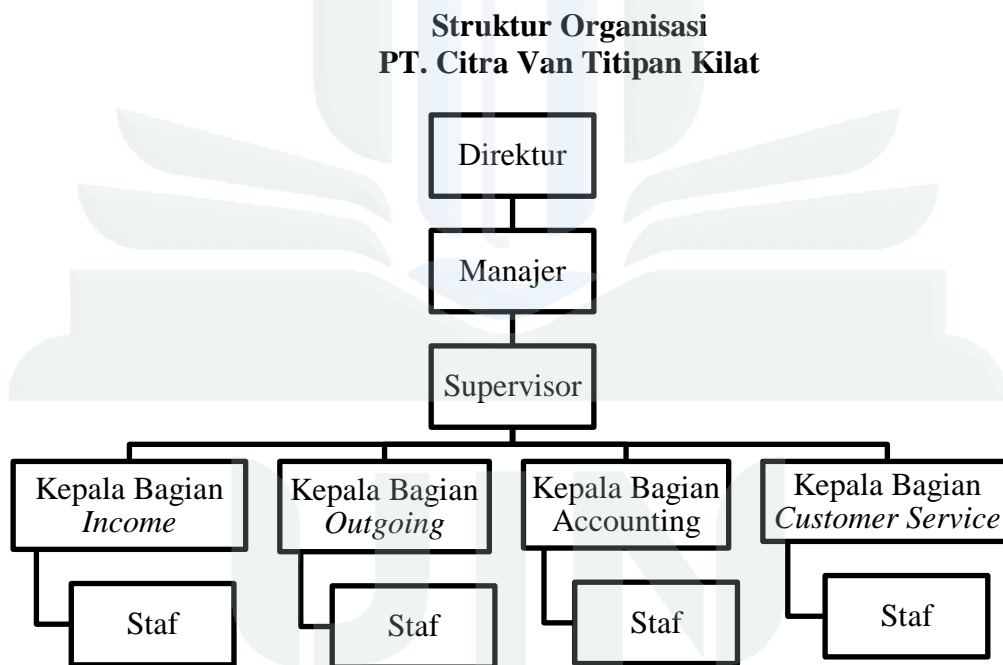 Struktur Organisasi
PT. Citra Van Titipan Kilat
Direktur
Manajer
Supervisor
Kepala Bagian
Income
Kepala Bagian
Outgoing
Kepala Bagian
Accounting
Kepala Bagian
Customer Service
Staf
Staf
Staf
Staf
UIN